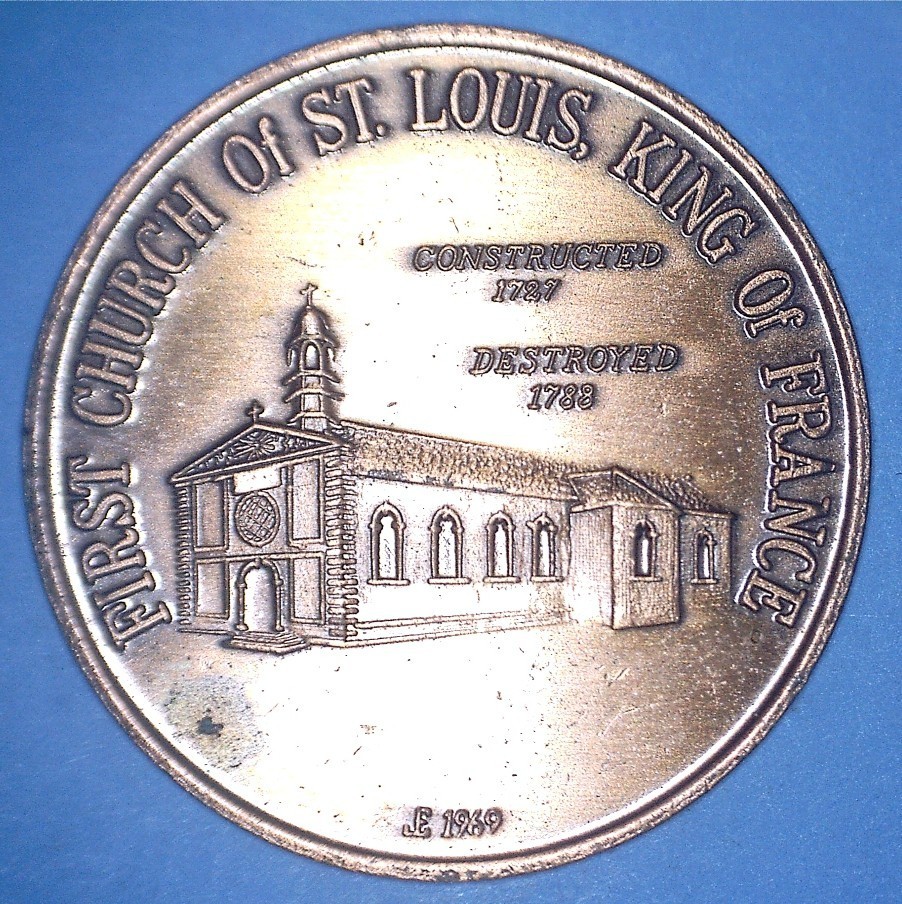 FIRST CHURCH Of ST. LOUIS, KING Of FRANCE
CONSTRUCTED
1727
DESTROYED
1788
JE 1969